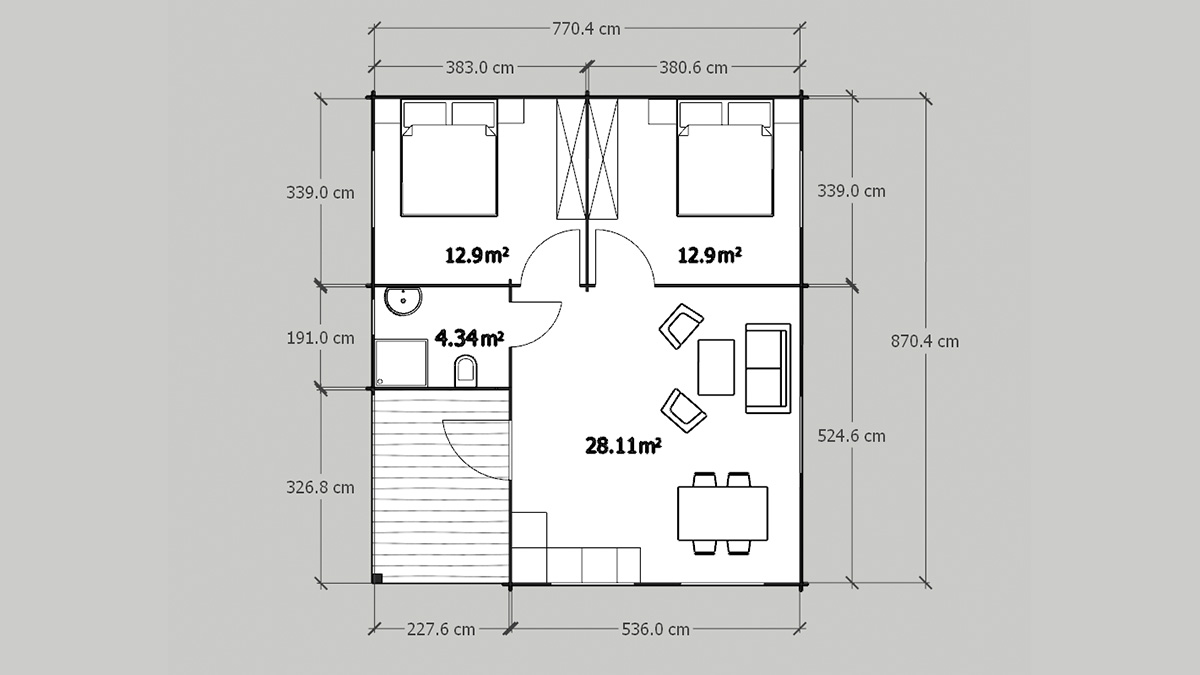 770.4 cm
383.0 cm
380.6 cm
339.0 cm
339.0 cm
12.9m²
12.9m²
191.0 cm
4.34m²
870.4 cm
524.6 cm
28.11m²
326.8 cm
227.6 cm
536.0 cm